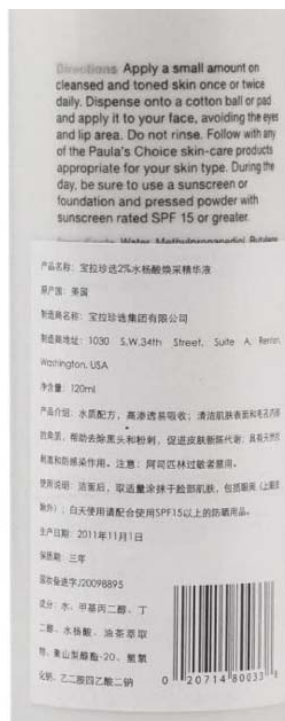 Directions Apply a small amount on
cleansed and toned skin once or twice
daily. Dispense onto a cotton ball or pad
and apply it to your face, avoiding the eyes
and lip area. Do not rinse. Follow with any
of the Paula's Choice skin-care products
appropriate for your skin type. During the
day, be sure to use a sunscreen or
foundation and pressed powder with
sunscreen rated SPF 15 or greater.
Water, Methylpropanediol, Butylene
产品名称：宝拉珍选2%水杨酸焕采精华液
原产国：美国
制造商名称：宝拉珍选集团有限公司
制造商地址：1030 S.W.34th Street, Suite A, Renton,
Washington, USA
净含量：120ml
产品介绍：水质配方，高渗透易吸收；清洁肌肤表面和毛孔内部
的角质，帮助去除黑头和粉刺，促进皮肤新陈代谢；具有天然的
耐菌和防感染作用。注意：阿司匹林过敏者禁用。
使用说明：洁面后，取适量涂抹于脸部肌肤，包括眼周（上眼皮
除外）；白天使用请配合使用SPF15以上的防晒用品。
生产日期：2011年11月1日
保质期：三年
国妆备进字J20098895
成分：水、甲基丙二醇、丁
二醇、水杨酸、油茶萃取
物、聚山梨醇酯-20、氢氧
化钠、乙二胺四乙酸二钠
0 20714 80033 8